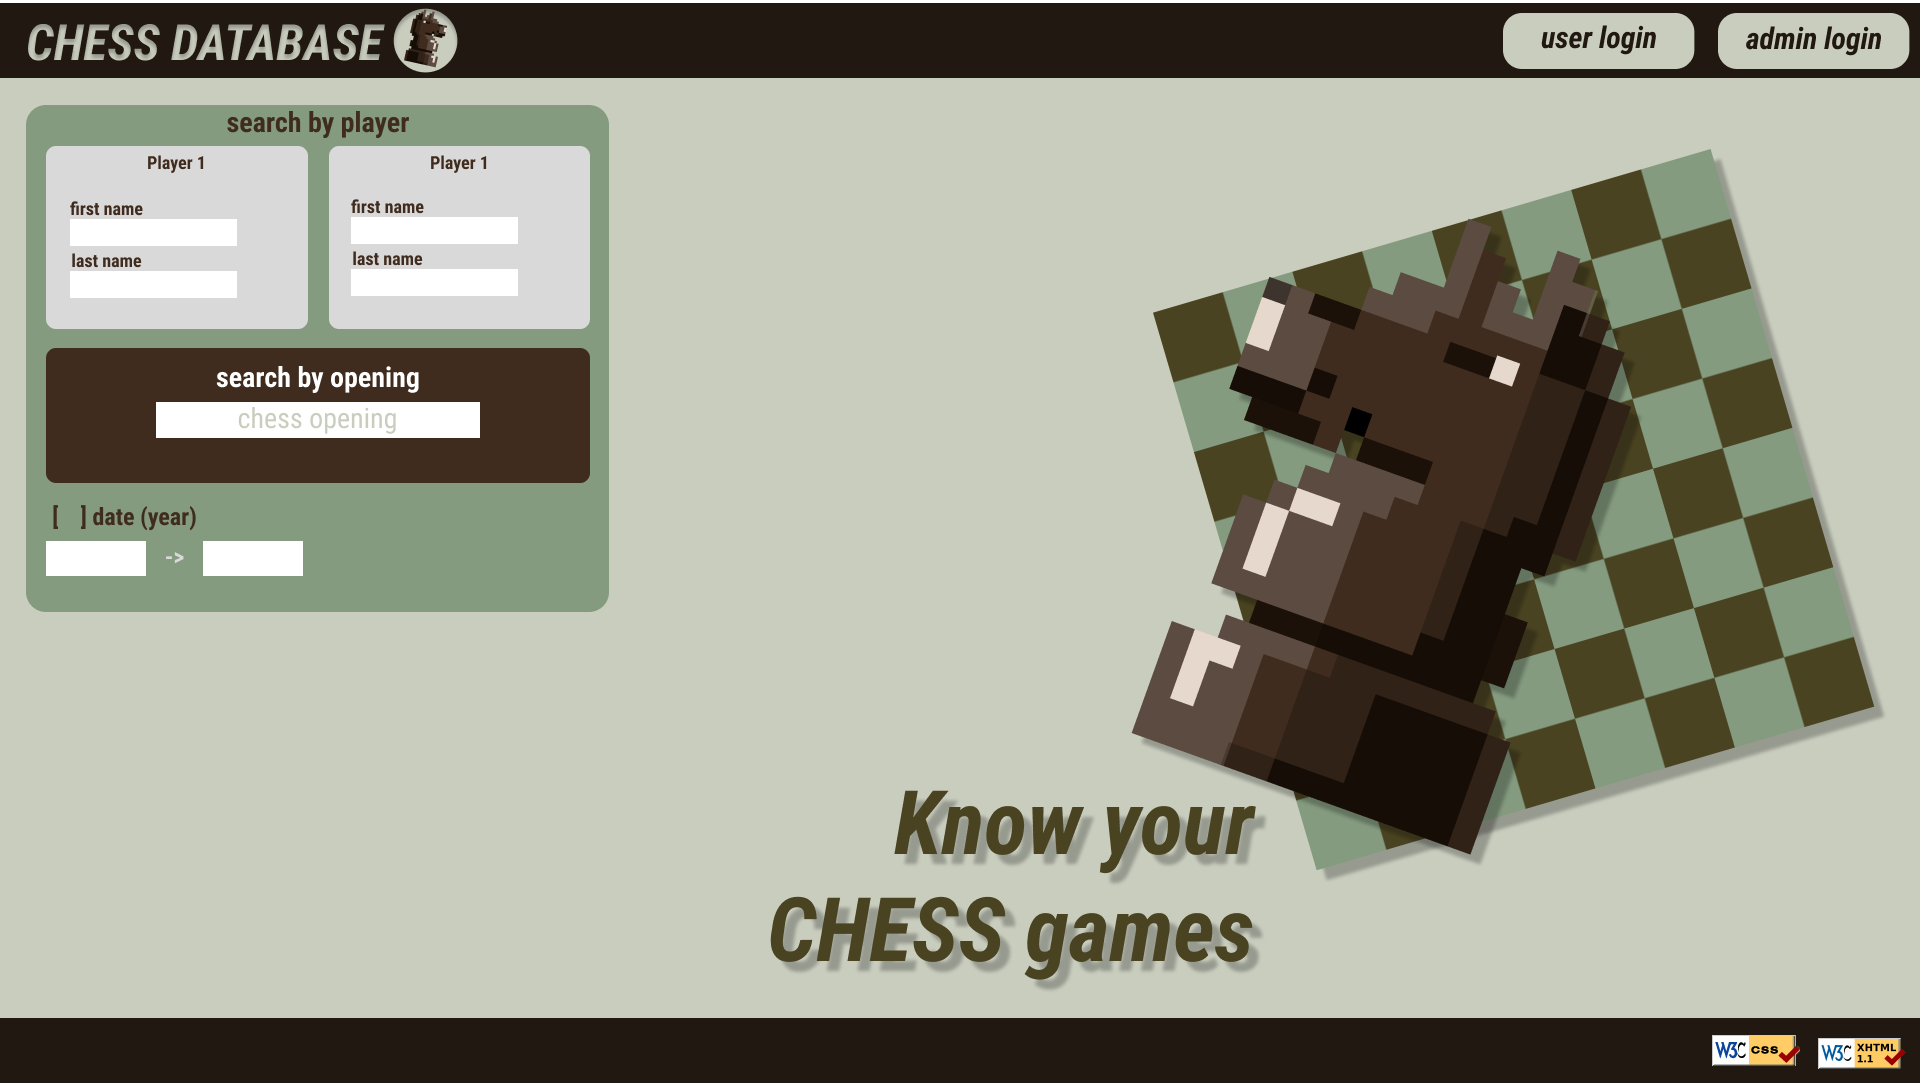 CHESS DATABASE
user login
admin login
search by player
Player 1
Player 1
first name
first name
last name
last name
search by opening
chess opening
[ ] date (year)
->
Know your
CHESS games
W3C css
W3C XHTML
1.1